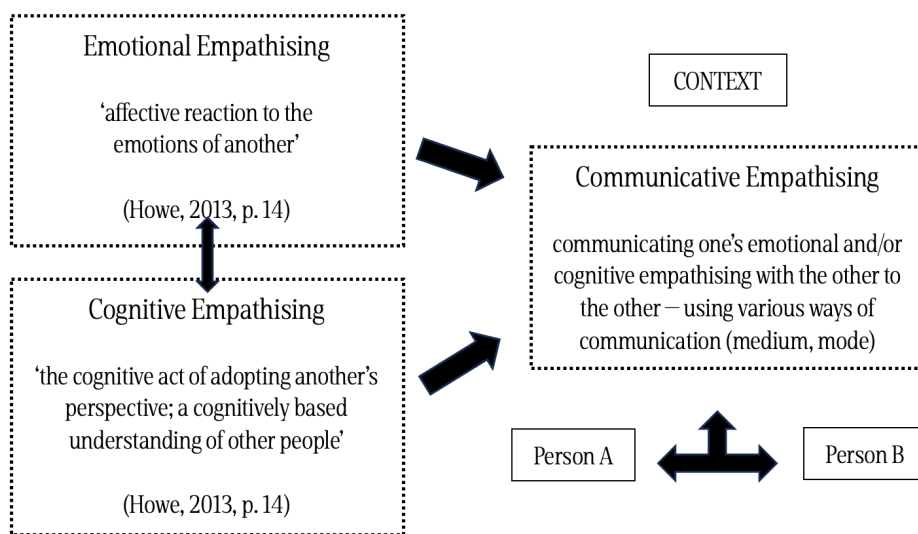 Emotional Empathising
‘affective reaction to the
emotions of another’
(Howe, 2013, p. 14)
Cognitive Empathising
‘the cognitive act of adopting another’s
perspective; a cognitively based
understanding of other people’
(Howe, 2013, p. 14)
CONTEXT
Communicative Empathising
communicating one’s emotional and/or
cognitive empathising with the other to
the other – using various ways of
communication (medium, mode)
Person A
Person B